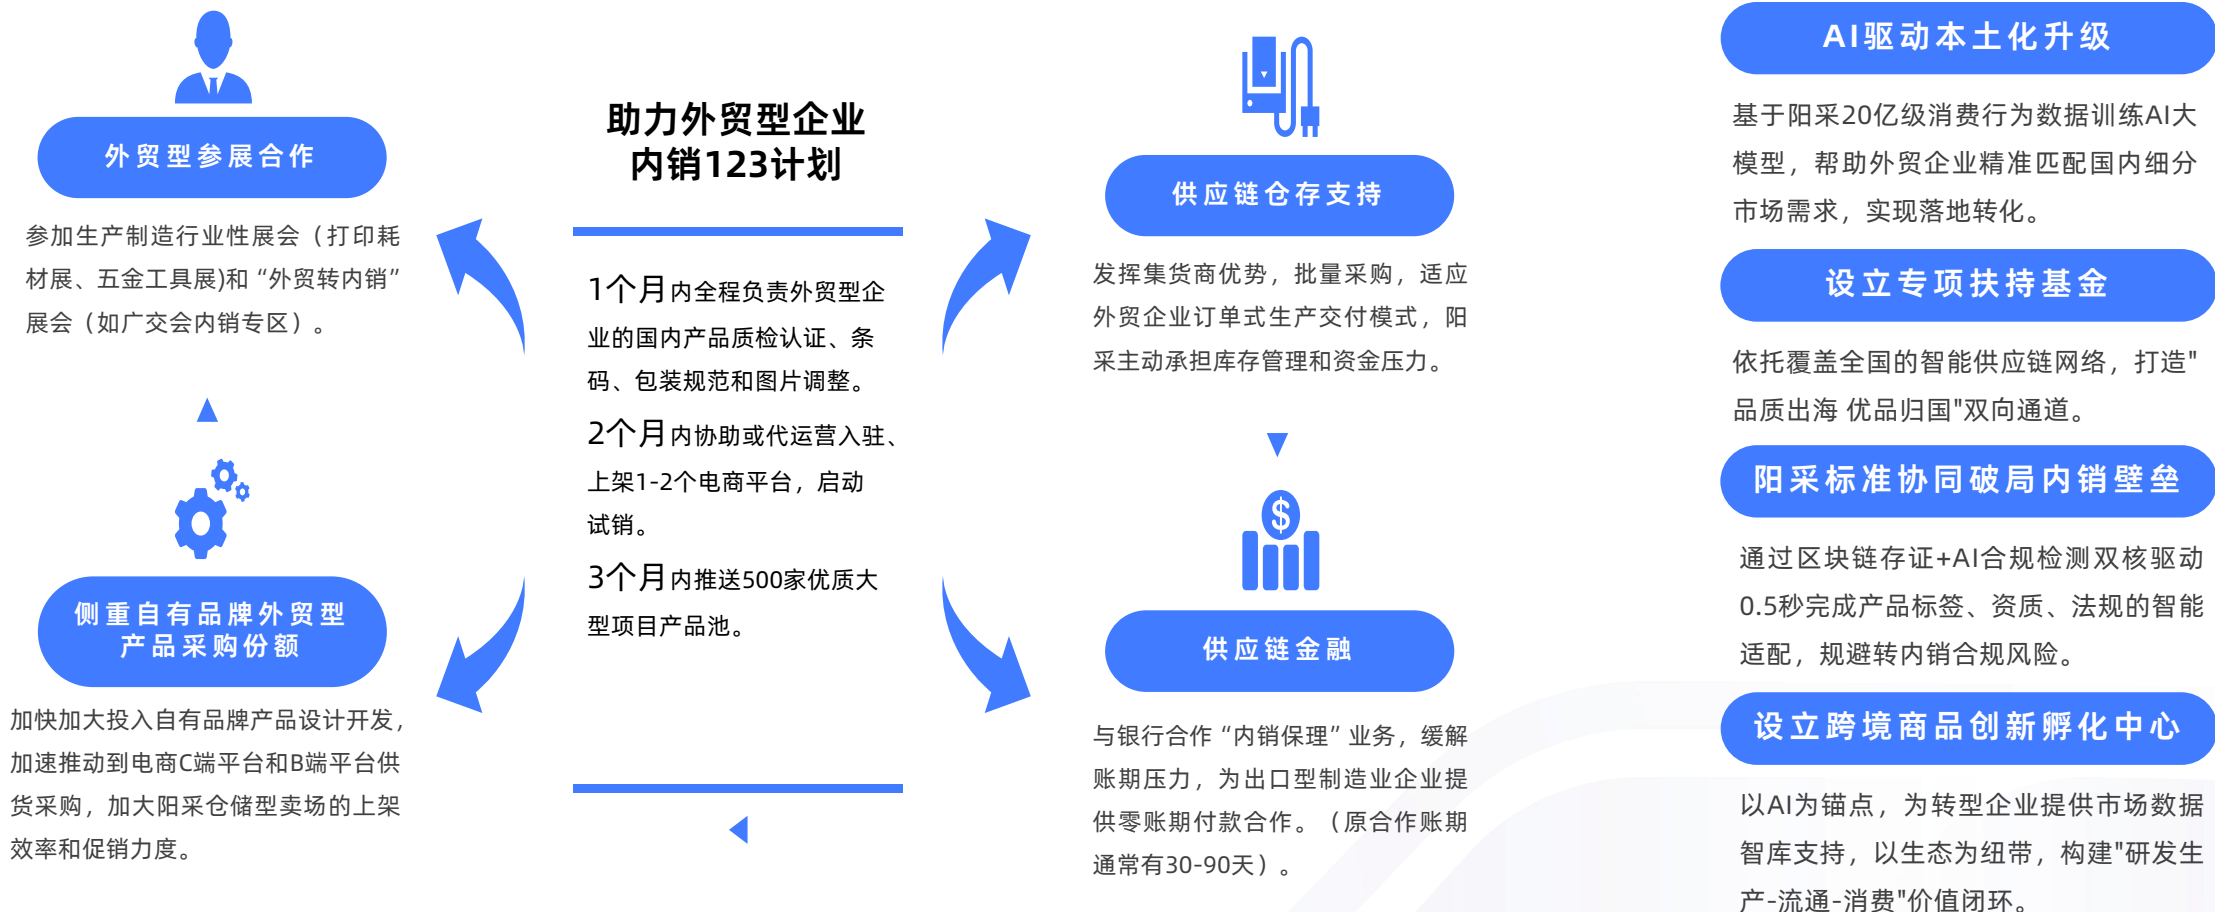 外贸型参展合作
参加生产制造行业性展会（打印耗
材展、五金工具展)和“外贸转内销”
展会（如广交会内销专区）。
侧重自有品牌外贸型
产品采购份额
加快加大投入自有品牌产品设计开发，
加速推动到电商C端平台和B端平台供
货采购，加大阳采仓储型卖场的上架
效率和促销力度。
助力外贸型企业
内销123计划
1个月内全程负责外贸型企
业的国内产品质检认证、条
码、包装规范和图片调整。
2个月内协助或代运营入驻、
上架1-2个电商平台，启动
试销。
3个月内推送500家优质大
型项目产品池。
供应链仓存支持
发挥集货商优势，批量采购，适应
外贸企业订单式生产交付模式，阳
采主动承担库存管理和资金压力。
$
供应链金融
与银行合作“内销保理”业务，缓解
账期压力，为出口型制造业企业提
供零账期付款合作。（原合作账期
通常有30-90天）。
AI驱动本土化升级
基于阳采20亿级消费行为数据训练AI大
模型，帮助外贸企业精准匹配国内细分
市场需求，实现落地转化。
设立专项扶持基金
依托覆盖全国的智能供应链网络，打造"
品质出海 优品归国"双向通道。
阳采标准协同破局内销壁垒
通过区块链存证+AI合规检测双核驱动
0.5秒完成产品标签、资质、法规的智能
适配，规避转内销合规风险。
设立跨境商品创新孵化中心
以AI为锚点，为转型企业提供市场数据
智库支持，以生态为纽带，构建"研发生
产-流通-消费"价值闭环。